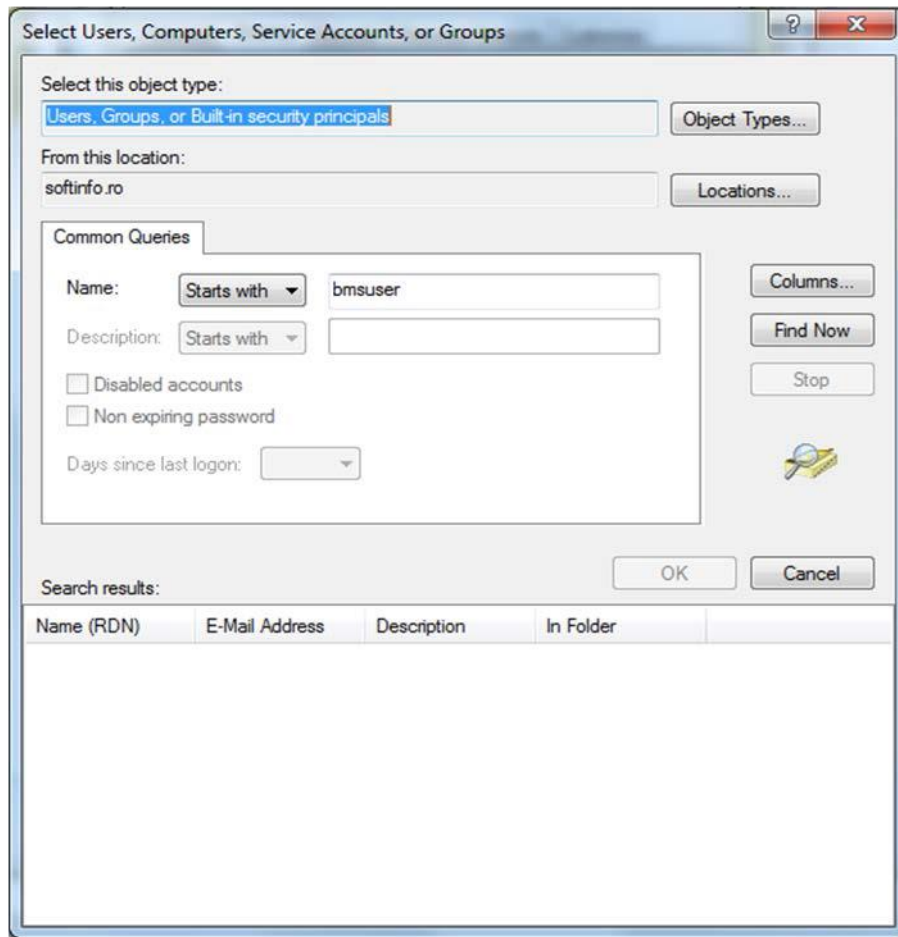 Select Users, Computers, Service Accounts, or Groups
Select this object type:
Users, Groups, or Built-in security principals
Object Types...
From this location:
softinfo.ro
Locations...
Common Queries
Name: Starts with bmsuser
Columns...
Description: Starts with
Find Now
Disabled accounts
Stop
Non expiring password
Days since last logon:
OK Cancel
Search results:
Name (RDN) E-Mail Address Description In Folder